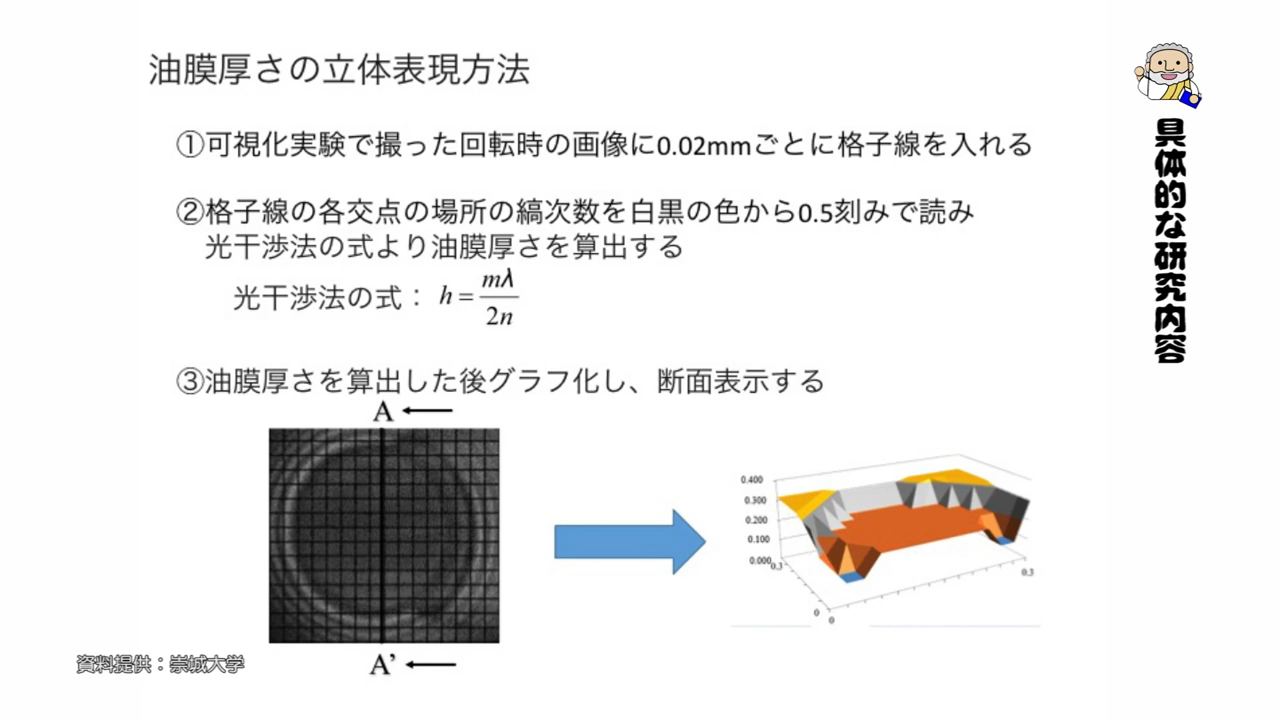 油膜厚さの立体表現方法
①可視化実験で撮った回転時の画像に0.02mmごとに格子線を入れる
②格子線の各交点の場所の縞次数を白黒の色から0.5刻みで読み
光干渉法の式より油膜厚さを算出する
光干渉法の式： h = mλ / 2n
③油膜厚さを算出した後グラフ化し、断面表示する
A
A’
0.400
0.300
0.200
0.100
0.000
0.3
0
0
0.3
資料提供：崇城大学
具体的な研究内容